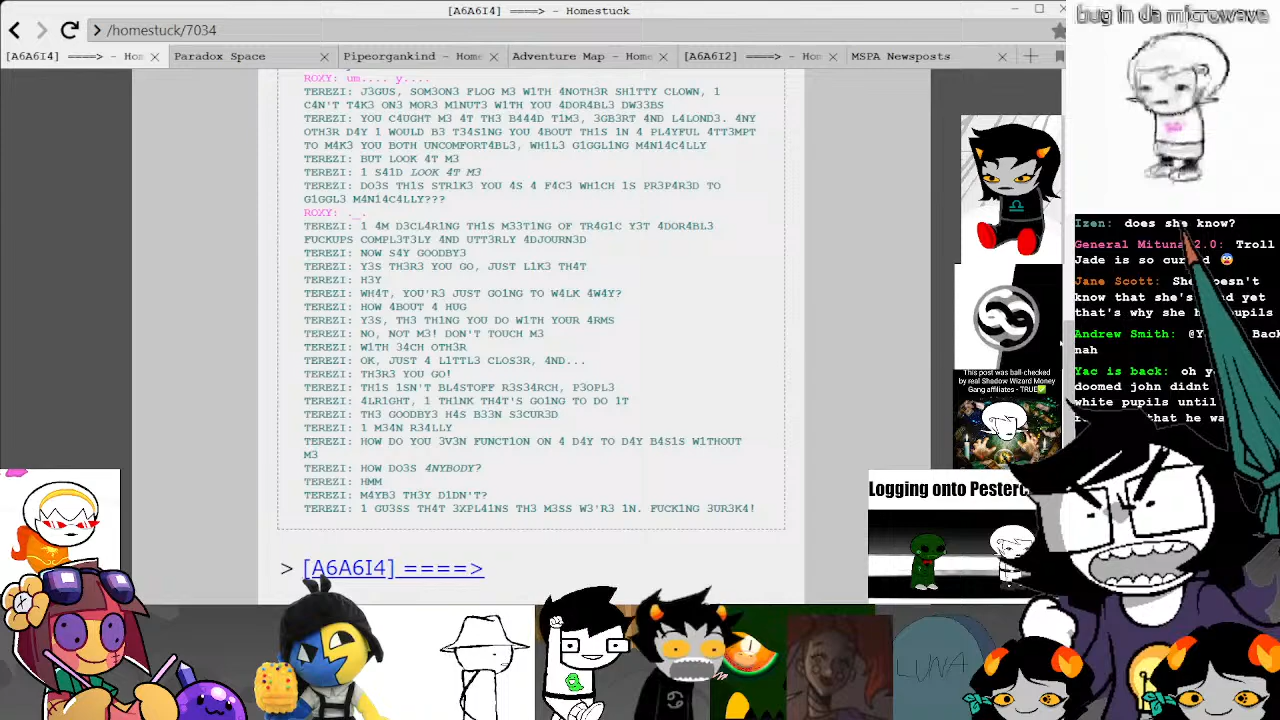 [A6A6I4] ====> - Homestuck
/homestuck/7034
[A6A6I4] ====> - Hom
Paradox Space
Pipeorgankind - Home
Adventure Map - Home
[A6A6I2] ====> - Hom
MSPA Newsposts
ROXY: um.... y....
TEREZI: J3GUS, SOM3ON3 FLOG M3 W1TH 4NOTH3R SH1TTY CLOWN, 1
C4N'T T4K3 ON3 MOR3 M1NUT3 W1TH YOU 4DOR4BL3 DW33BS
TEREZI: YOU C4UGHT M3 4T TH3 B444D T1M3, 3GB3RT 4ND L4LOND3. 4NY
OTH3R D4Y 1 WOULD B3 T34S1NG YOU 4BOUT TH1S 1N 4 PL4YFUL 4TT3MPT
TO M4K3 YOU BOTH UNCOMFORT4BL3, WH1L3 G1GGL1NG M4N14C4LLY
TEREZI: BUT LOOK 4T M3
TEREZI: 1 S41D LOOK 4T M3
TEREZI: DO3S TH1S STR1K3 YOU 4S 4 F4C3 WH1CH 1S PR3P4R3D TO
G1GGL3 M4N14C4LLY???
ROXY: ._.
TEREZI: 1 4M D3CL4R1NG TH1S M33T1NG OF TR4G1C Y3T 4DOR4BL3
FUCKUPS COMPL3T3LY 4ND UTT3RLY 4DJOURN3D
TEREZI: NOW S4Y GOODBY3
TEREZI: Y3S TH3R3 YOU GO, JUST L1K3 TH4T
TEREZI: H3Y
TEREZI: WH4T, YOU'R3 JUST GO1NG TO W4LK 4W4Y?
TEREZI: HOW 4BOUT 4 HUG
TEREZI: Y3S, TH3 TH1NG YOU DO W1TH YOUR 4RMS
TEREZI: NO, NOT M3! DON'T TOUCH M3
TEREZI: W1TH 34CH OTH3R
TEREZI: OK, JUST 4 L1TTL3 CLOS3R, 4ND...
TEREZI: TH3R3 YOU GO!
TEREZI: TH1S 1SN'T BL4STOFF R3S34RCH, P3OPL3
TEREZI: 4LR1GHT, 1 TH1NK TH4T'S GO1NG TO DO 1T
TEREZI: TH3 GOODBY3 H4S B33N S3CUR3D
TEREZI: 1 M34N R34LLY
TEREZI: HOW DO YOU 3V3N FUNCT1ON ON 4 D4Y TO D4Y B4S1S W1THOUT
M3
TEREZI: HOW DO3S 4NYBODY?
TEREZI: HMM
TEREZI: M4YB3 TH3Y D1DN'T?
TEREZI: 1 GU3SS TH4T 3XPL41NS TH3 M3SS W3'R3 1N. FUCK1NG 3UR3K4!
> [A6A6I4] ====>
bug in da microwave
Izen: does she know?
General Mituna 2.0: Troll
Jade is so cur d
Jane Scott: She doesn't
know that she's d yet
that's why she h pupils
Andrew Smith: @Y Back
nah
Yac is back: oh y
doomed john didnt
white pupils until
that he wa
This post was ball-checked
by real Shadow Wizard Money
Gang affiliates - TRUE✅
Logging onto Pesterc
LUNA